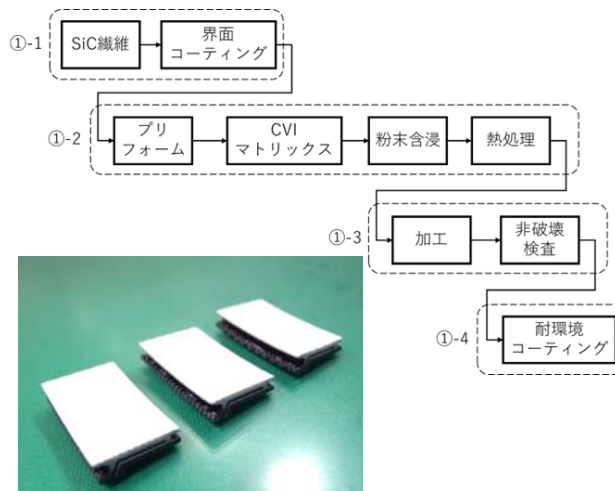 ①-1
SiC繊維
界面
コーティング
①-2
プリ
フォーム
CVI
マトリックス
粉末含浸
熱処理
①-3
加工
非破壊
検査
①-4
耐環境
コーティング